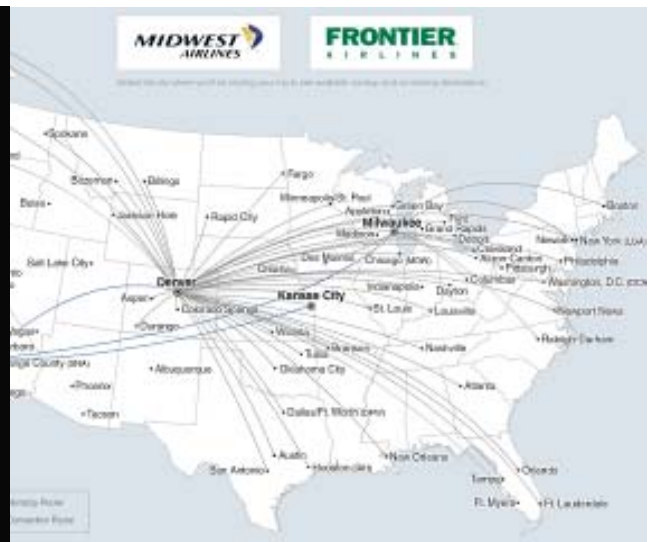 MIDWEST
AIRLINES
FRONTIER
AIRLINES
Spokane
Bozeman
Billings
Fargo
Minneapolis/St. Paul
Green Bay
Appleton
Boise
Jackson Hole
Rapid City
Milwaukee
Flint
Grand Rapids
Boston
Madison
Newark
New York (LGA)
Cleveland
Akron-Canton
Philadelphia
Salt Lake City
Des Moines
Pittsburgh
Omaha
Columbus
Washington, D.C.
Denver
Indianapolis
Dayton
Aspen
Kansas City
Colorado Springs
St. Louis
Louisville
Newport News
Durango
Wichita
Raleigh-Durham
Tulsa
Branson
Nashville
Albuquerque
Oklahoma City
Phoenix
Atlanta
Tucson
Dallas/Ft. Worth (DFW)
Austin
New Orleans
San Antonio
Houston
Orlando
Tampa
Ft. Myers
Ft. Lauderdale